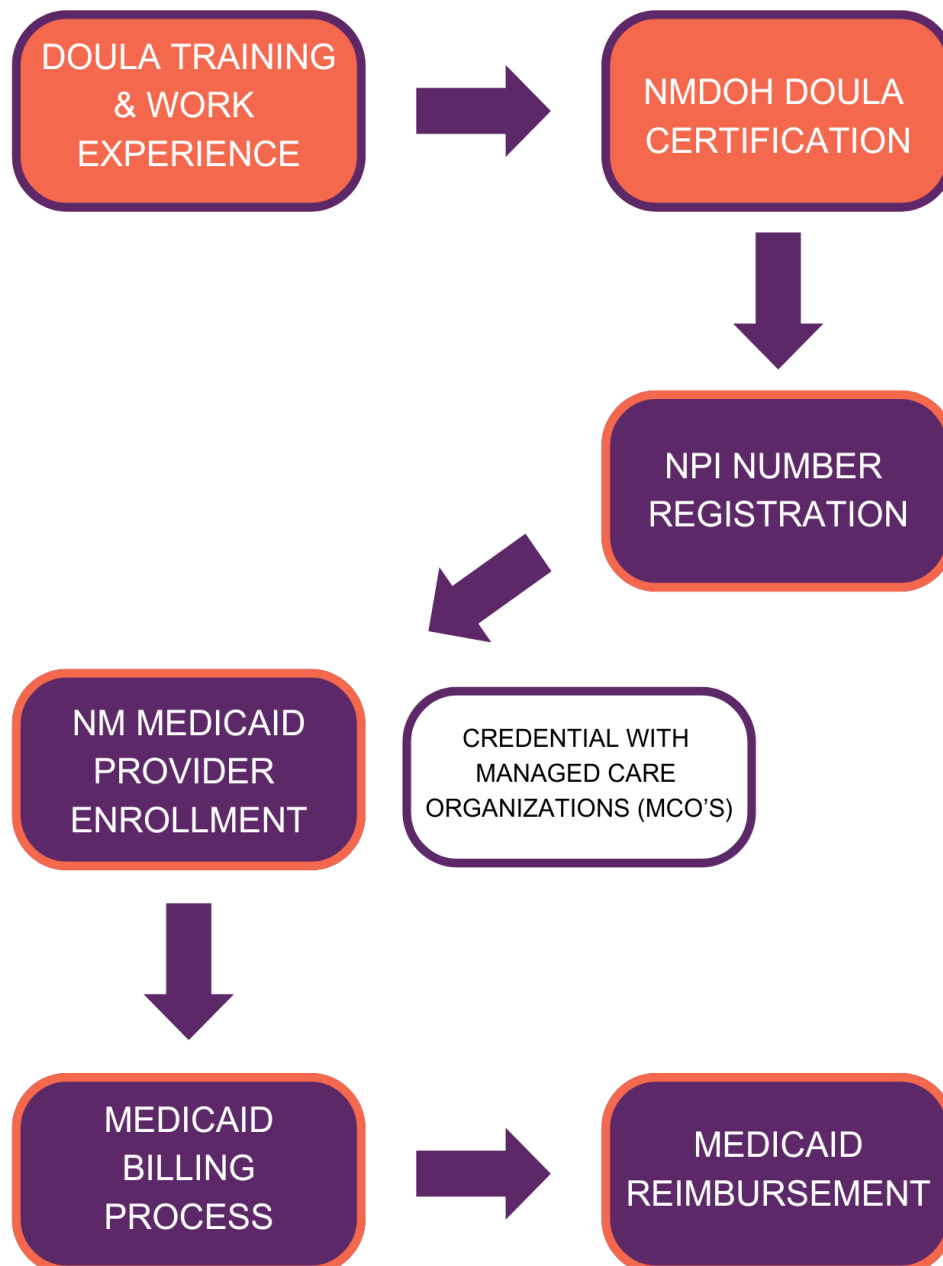 DOULA TRAINING
& WORK
EXPERIENCE
NMDOH DOULA
CERTIFICATION
NPI NUMBER
REGISTRATION
NM MEDICAID
PROVIDER
ENROLLMENT
CREDENTIAL WITH
MANAGED CARE
ORGANIZATIONS (MCO'S)
MEDICAID
BILLING
PROCESS
MEDICAID
REIMBURSEMENT